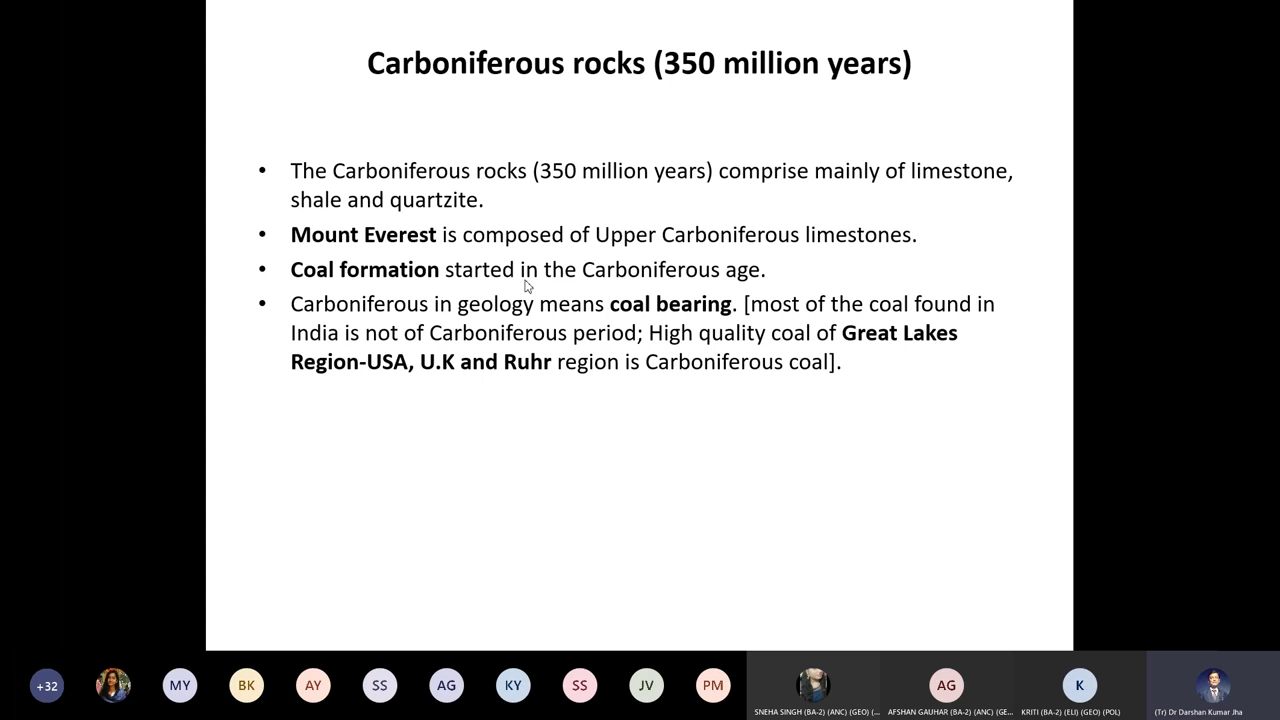 Carboniferous rocks (350 million years)
• The Carboniferous rocks (350 million years) comprise mainly of limestone,
shale and quartzite.
• Mount Everest is composed of Upper Carboniferous limestones.
• Coal formation started in the Carboniferous age.
• Carboniferous in geology means coal bearing. [most of the coal found in
India is not of Carboniferous period; High quality coal of Great Lakes
Region-USA, U.K and Ruhr region is Carboniferous coal].
+32 MY BK AY SS AG KY SS JV PM AG K
SNEHA SINGH (BA-2) (ANC) (GEO) (... AFSHAN GAUHAR (BA-2) (ANC) (GE... KRITI (BA-2) (ELI) (GEO) (POL) (Tr) Dr Darshan Kumar Jha